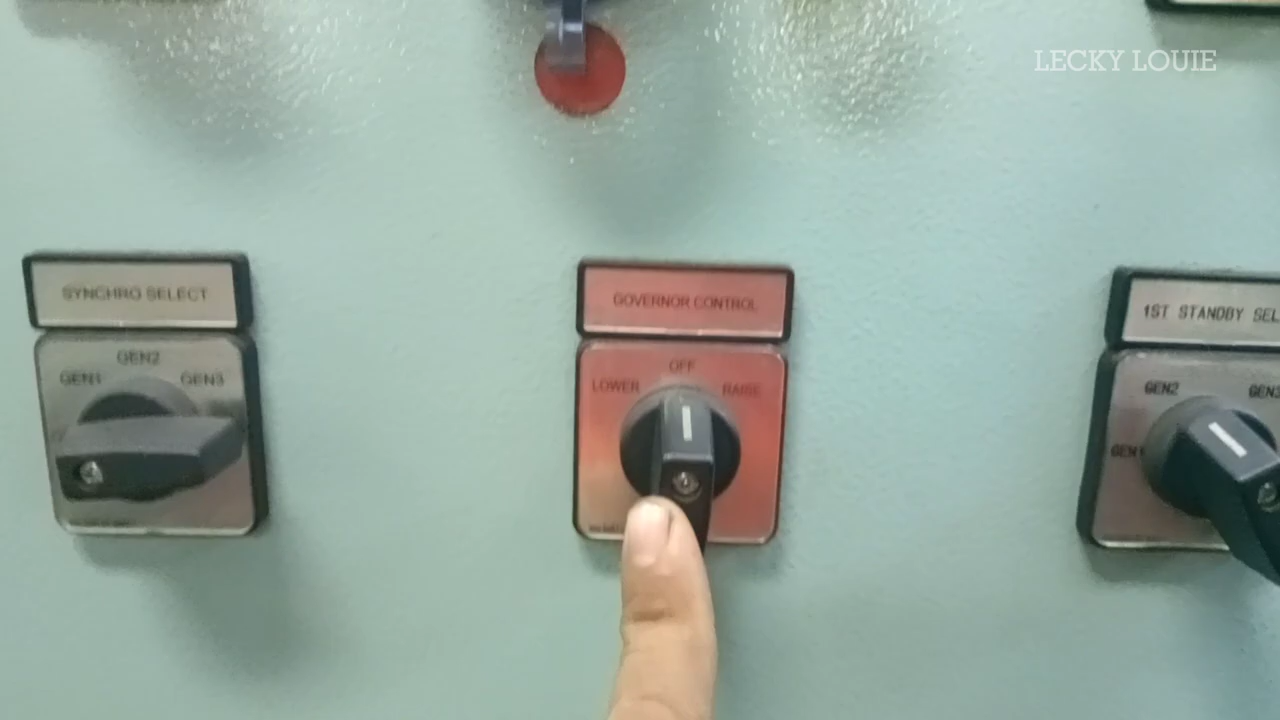 LECKY LOUIE
SYNCHRO SELECT
GEN1
GEN2
GEN3
GOVERNOR CONTROL
LOWER
OFF
RAISE
1ST STANDBY SEL
GEN1
GEN2
GEN3